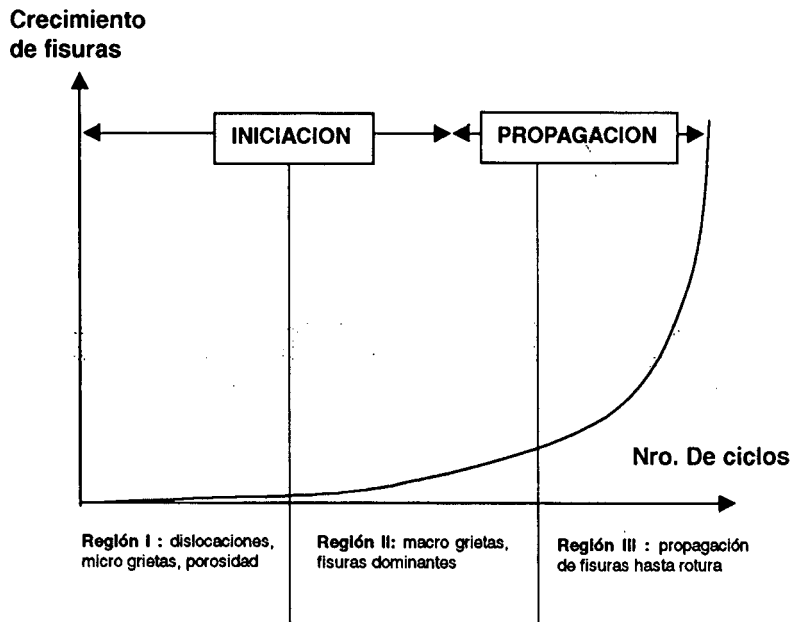 Crecimiento
de fisuras
INICIACION
PROPAGACION
Nro. De ciclos
Región I : dislocaciones,
micro grietas, porosidad
Región II: macro grietas,
fisuras dominantes
Región III : propagación
de fisuras hasta rotura